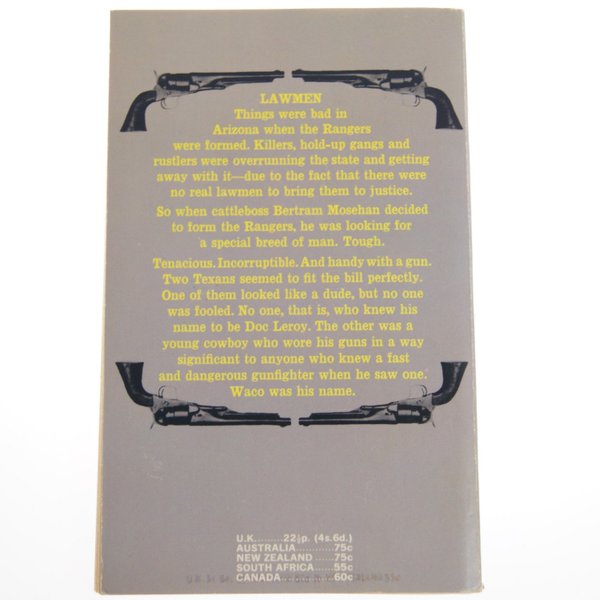 LAWMEN
Things were bad in
Arizona when the Rangers
were formed. Killers, hold-up gangs and
rustlers were overrunning the state and getting
away with it—due to the fact that there were
no real lawmen to bring them to justice.
So when cattleboss Bertram Mosehan decided
to form the Rangers, he was looking for
a special breed of man. Tough.
Tenacious. Incorruptible. And handy with a gun.
Two Texans seemed to fit the bill perfectly.
One of them looked like a dude, but no one
was fooled. No one, that is, who knew his
name to be Doc Leroy. The other was a
young cowboy who wore his guns in a way
significant to anyone who knew a fast
and dangerous gunfighter when he saw one.
Waco was his name.
U.K.........22½p. (4s.6d.)
AUSTRALIA............75c
NEW ZEALAND.....75c
SOUTH AFRICA.....55c
CANADA..............60c